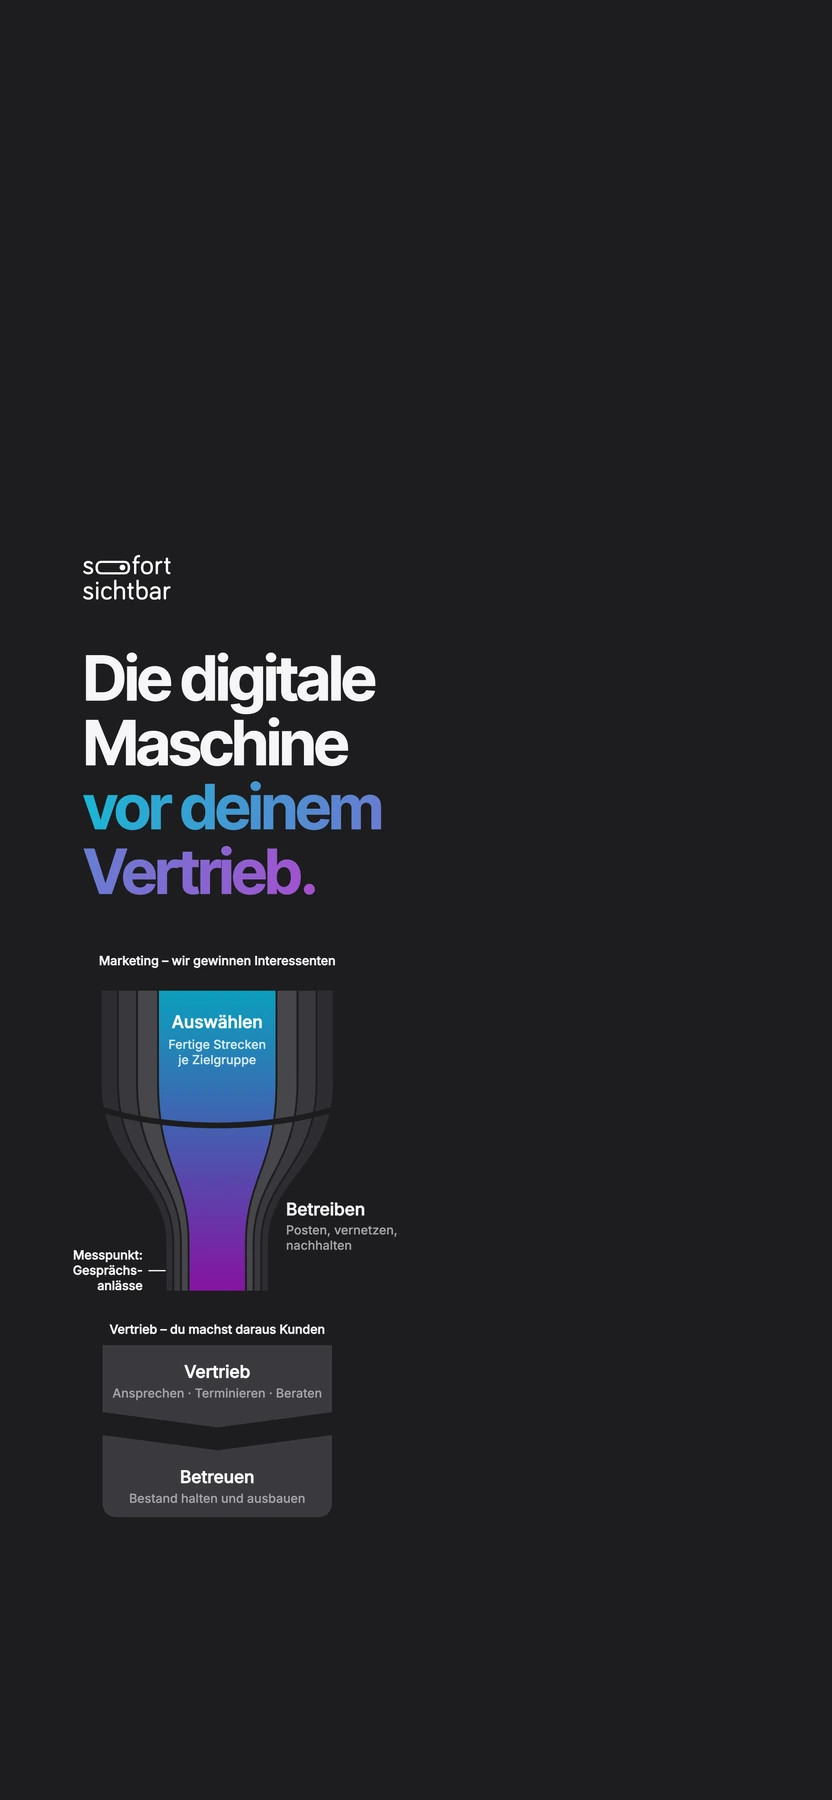 sofort
sichtbar
Die digitale
Maschine
vor deinem
Vertrieb.
Marketing – wir gewinnen Interessenten
Auswählen
Fertige Strecken
je Zielgruppe
Betreiben
Posten, vernetzen,
nachhalten
Messpunkt:
Gesprächs-
anlässe
Vertrieb – du machst daraus Kunden
Vertrieb
Ansprechen · Terminieren · Beraten
Betreuen
Bestand halten und ausbauen